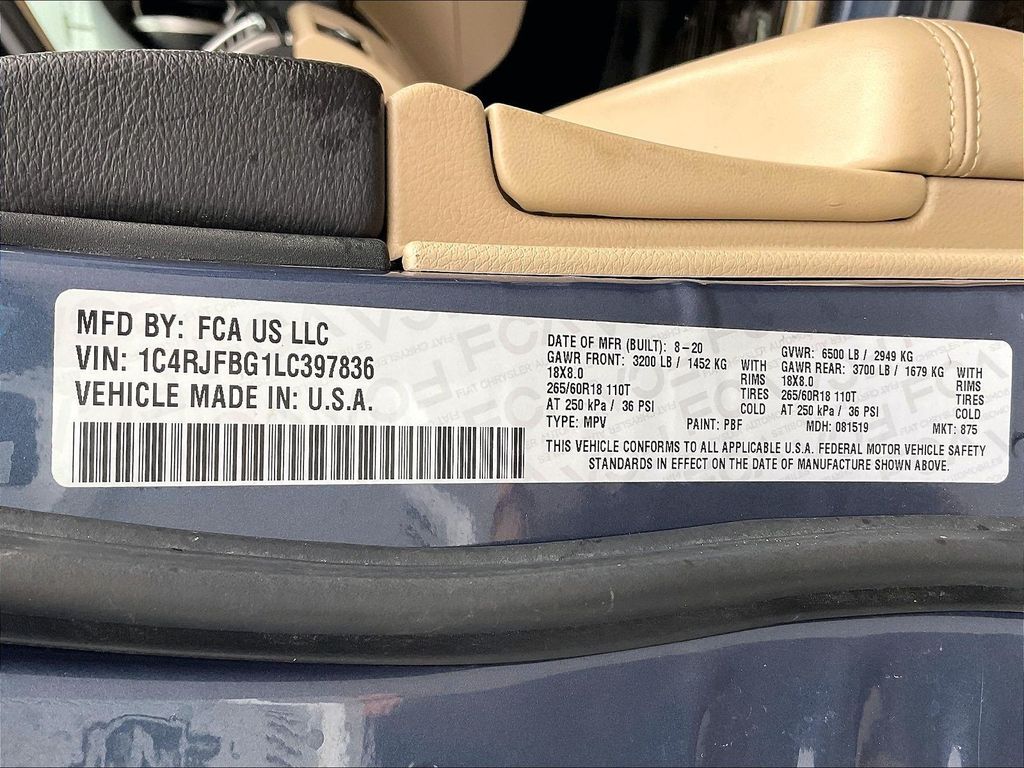 MFD BY: FCA US LLC
VIN: 1C4RJFBG1LC397836
VEHICLE MADE IN: U.S.A.
DATE OF MFR (BUILT): 8-20
GAWR FRONT: 3200 LB / 1452 KG WITH
18X8.0 RIMS
265/60R18 110T TIRES
AT 250 kPa / 36 PSI COLD
TYPE: MPV PAINT: PBF
GVWR: 6500 LB / 2949 KG
GAWR REAR: 3700 LB / 1679 KG WITH
18X8.0 RIMS
265/60R18 110T TIRES
AT 250 kPa / 36 PSI COLD
MDH: 081519 MKT: 875
THIS VEHICLE CONFORMS TO ALL APPLICABLE U.S.A. FEDERAL MOTOR VEHICLE SAFETY
STANDARDS IN EFFECT ON THE DATE OF MANUFACTURE SHOWN ABOVE.